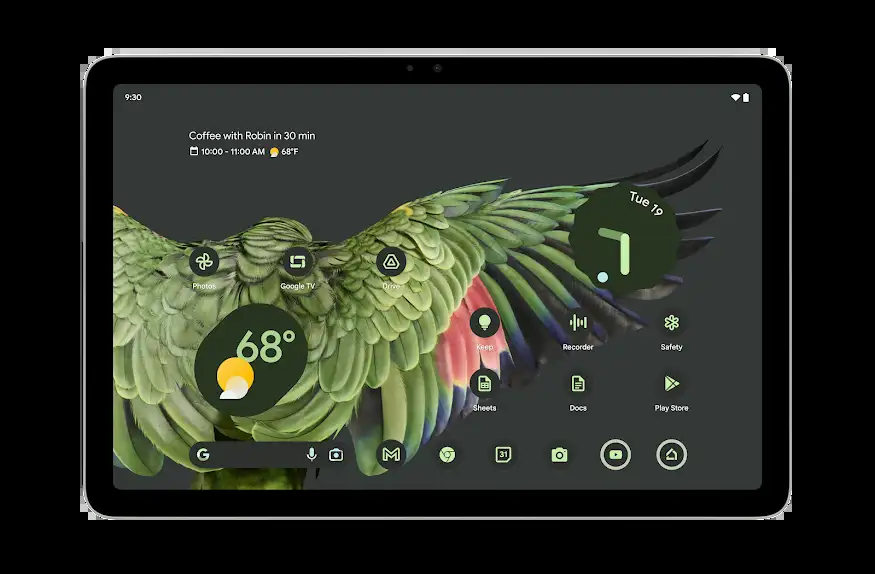 9:30
Coffee with Robin in 30 min
10:00 - 11:00 AM 68°F
Tue 19
Photos
Google TV
Drive
68°
Keep
Recorder
Safety
Sheets
Docs
Play Store
G
31